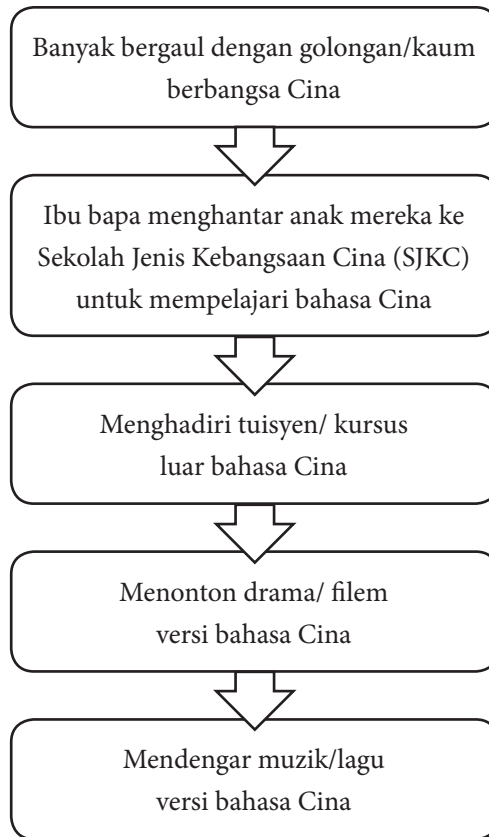 Banyak bergaul dengan golongan/kaum
berbangsa Cina
Ibu bapa menghantar anak mereka ke
Sekolah Jenis Kebangsaan Cina (SJKC)
untuk mempelajari bahasa Cina
Menghadiri tuisyen/ kursus
luar bahasa Cina
Menonton drama/ filem
versi bahasa Cina
Mendengar muzik/lagu
versi bahasa Cina